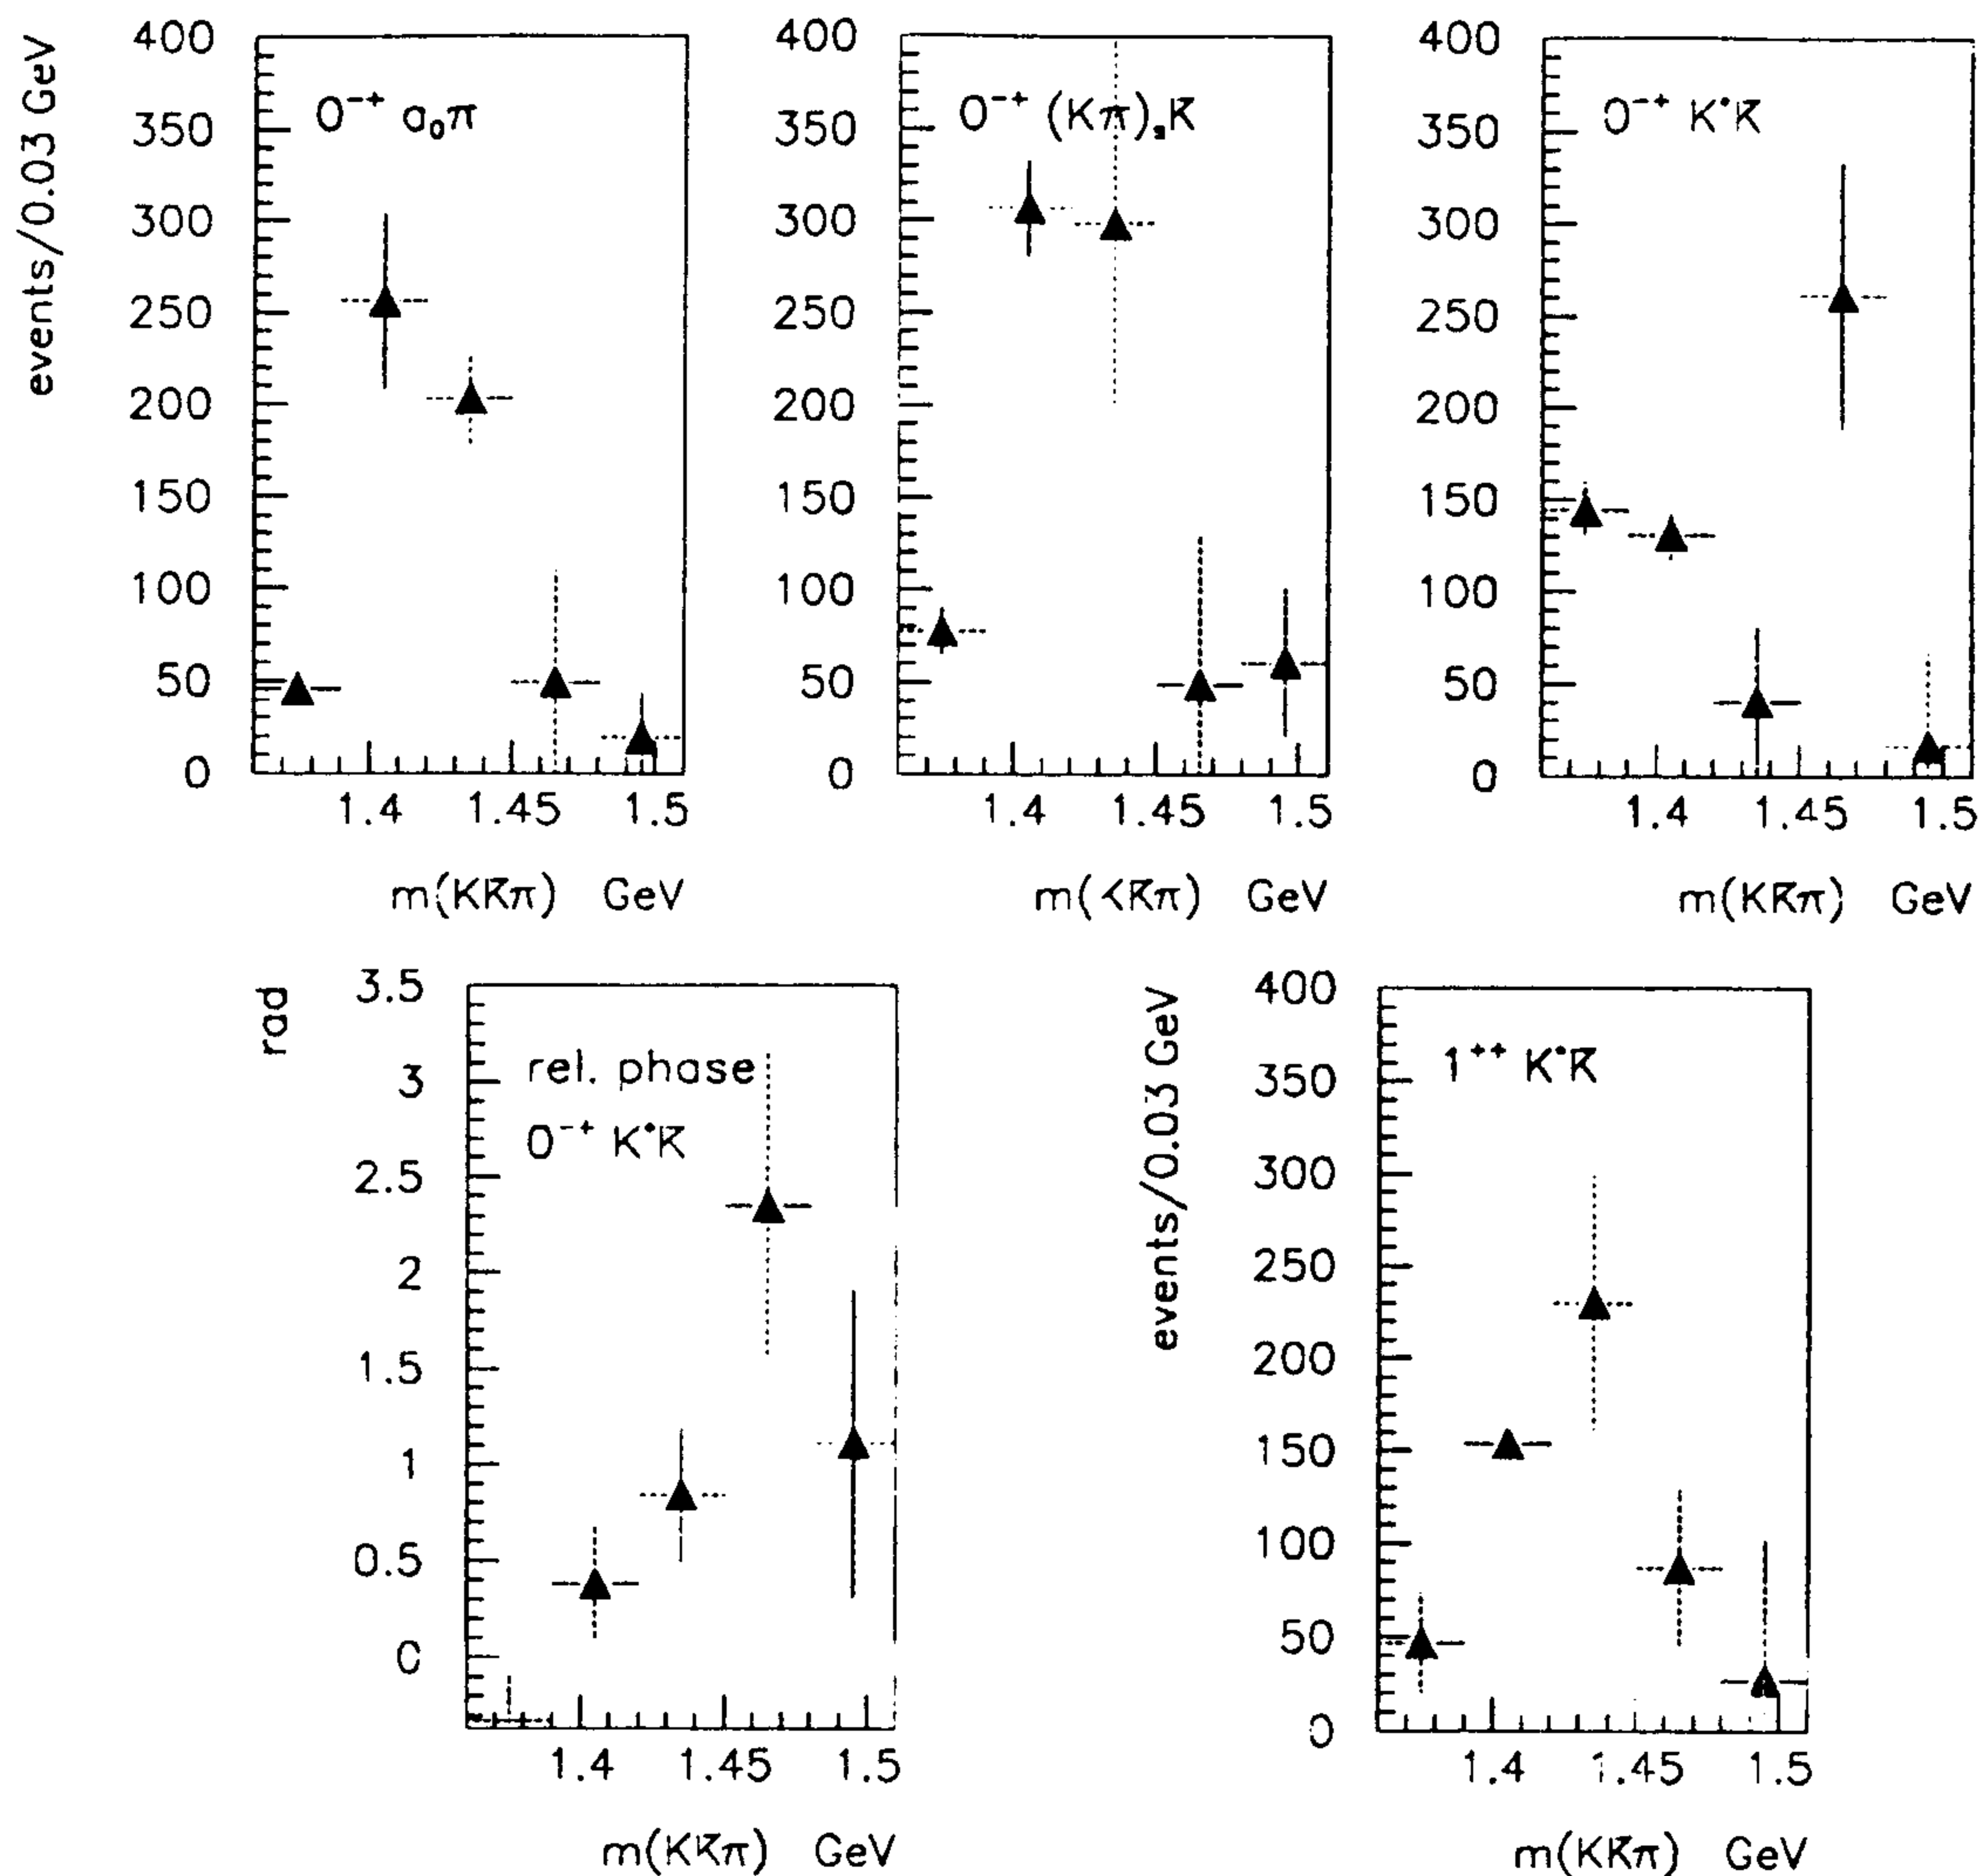 events/0.03 GeV
400
350
300
250
200
150
100
50
0
0⁻⁺ a₀π
1.4 1.45 1.5
m(KK̄π) GeV
400
350
300
250
200
150
100
50
0
0⁻⁺ (Kπ)ₛK̄
1.4 1.45 1.5
m(KK̄π) GeV
400
350
300
250
200
150
100
50
0
0⁻⁺ K*K̄
1.4 1.45 1.5
m(KK̄π) GeV
rad
3.5
3
2.5
2
1.5
1
0.5
0
rel. phase
0⁻⁺ K*K̄
1.4 1.45 1.5
m(KK̄π) GeV
events/0.03 GeV
400
350
300
250
200
150
100
50
0
1⁺⁺ K*K̄
1.4 1.45 1.5
m(KK̄π) GeV